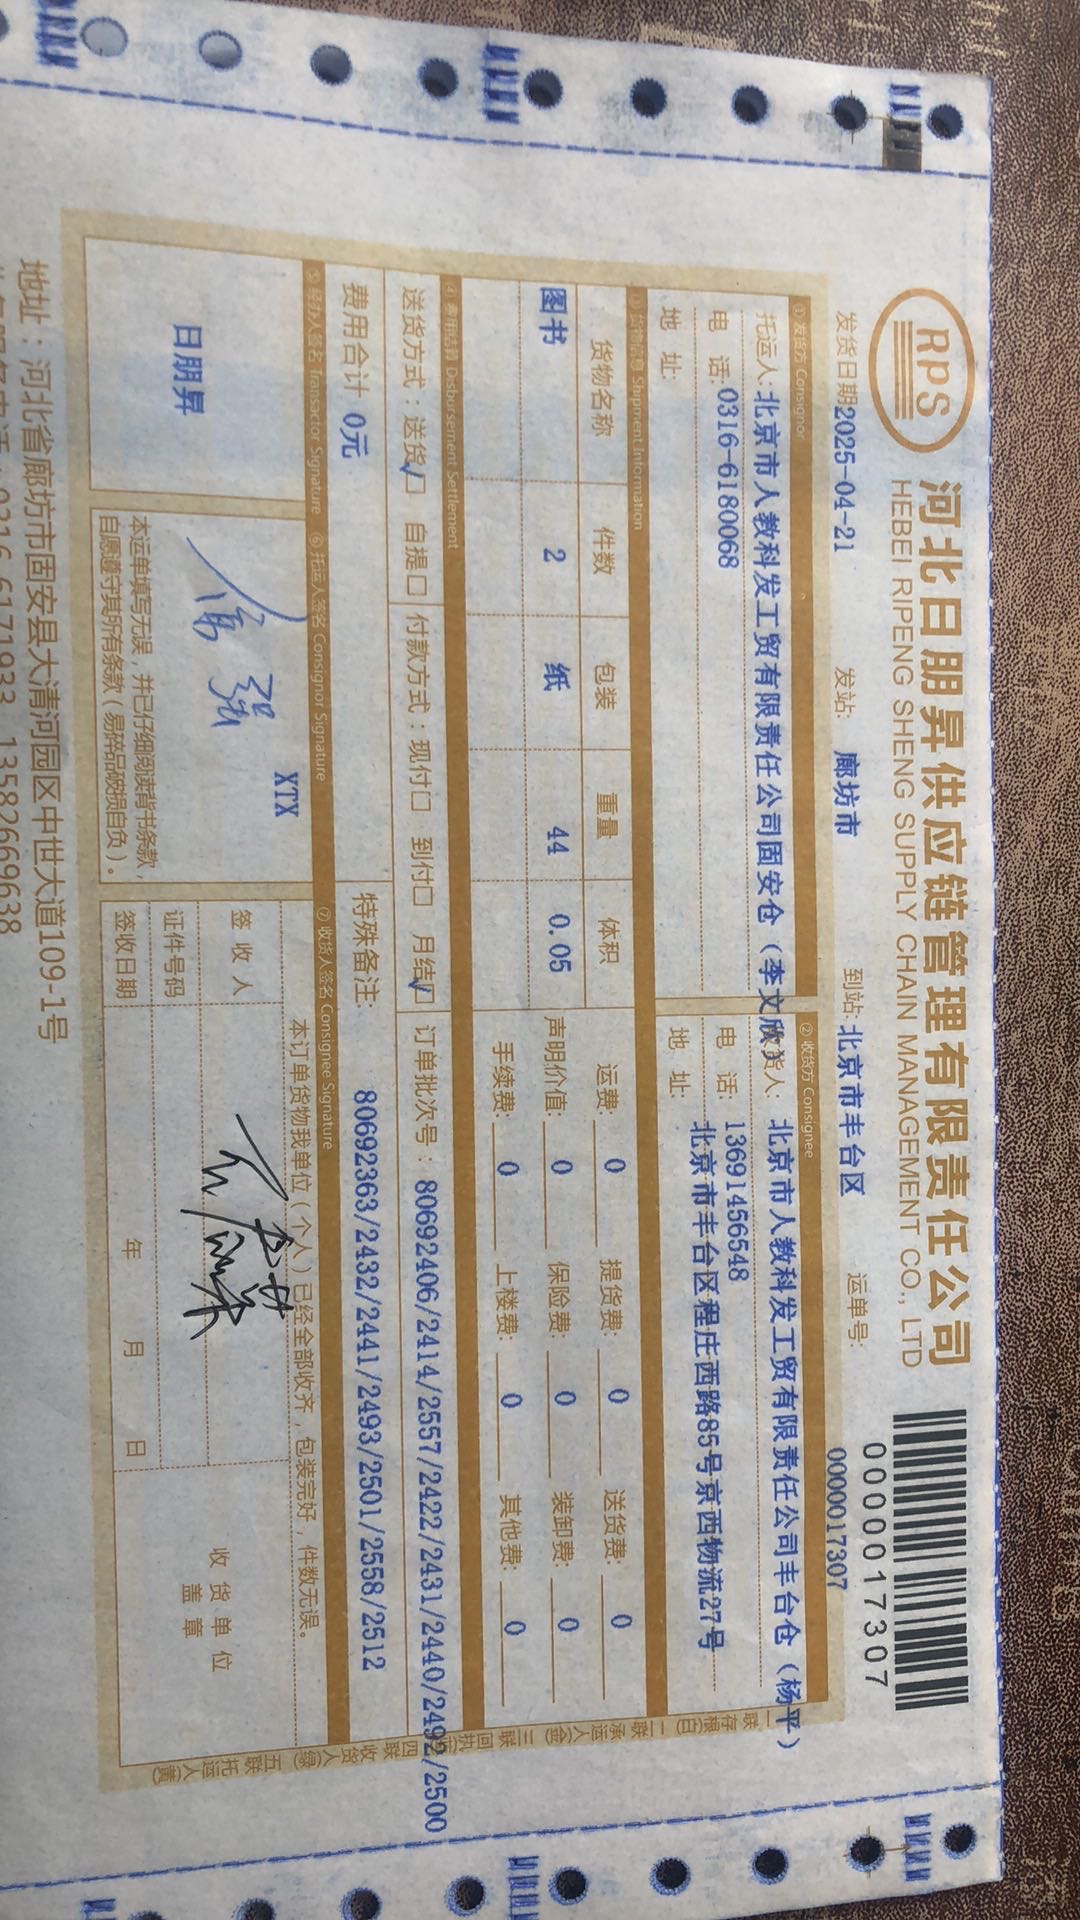 RPS
河北日朋昇供应链管理有限责任公司
HEBEI RIPENG SHENG SUPPLY CHAIN MANAGEMENT CO., LTD
0000017307
发货日期2025-04-21 发站: 廊坊市 到站:北京市丰台区 运单号: 0000017307
①发货方 Consignor ②收货方 Consignee
托运人:北京市人教科发工贸有限责任公司固安仓（李文欣 收货人: 北京市人教科发工贸有限责任公司丰台仓（杨平）
电 话:0316-6180068 电 话: 13691456548
地 址: 地 址: 北京市丰台区程庄西路85号京西物流27号
③货物信息 Shipment Information
货物名称 件数 包装 重量 体积 运费: 0 提货费: 0 送货费: 0
图书 2 纸 44 0.05 声明价值: 0 保险费: 0 装卸费: 0
手续费: 0 上楼费: 0 其他费: 0
④费用结算 Disbursement Settlement
送货方式：送货√□ 自提□ 付款方式：现付□ 到付□ 月结√□ 订单批次号：80692406/2414/2557/2422/2431/2440/2492/2500
费用合计 0元 特殊备注: 80692363/2432/2441/2493/2501/2558/2512
⑤经办人签名 Transactor Signature ⑥托运人签名 Consignor Signature ⑦收货人签名 Consignee Signature
日朋昇
XTX
本运单填写无误，并已仔细阅读背书条款，
自愿遵守其所有条款（易碎品破损自负）。
本订单货物我单位（个人）已经全部收齐，包装完好，件数无误。
签 收 人
证件号码
签收日期 年 月 日
收 货 单 位
盖 章
一联存根(白) 二联承运人(金) 三联回执 四联收货人(绿) 五联托运人(黄)
地址：河北省廊坊市固安县大清河园区中世大道109-1号
0316-6171933 13582669638